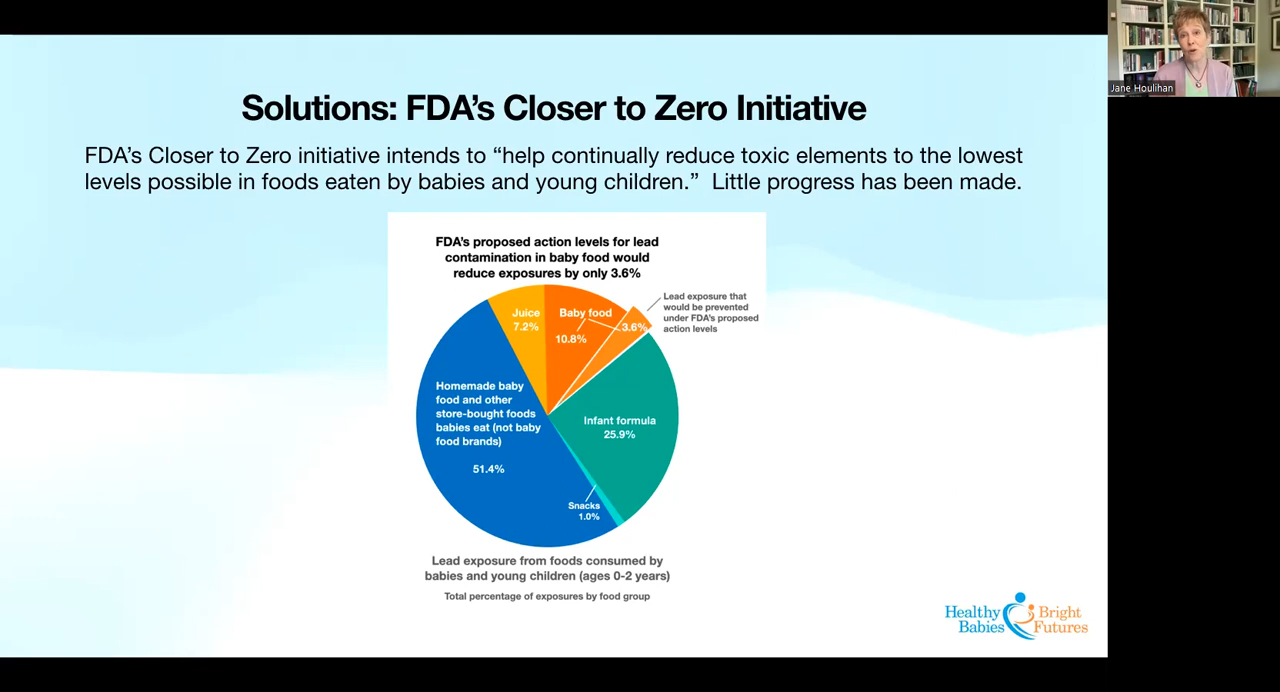 Solutions: FDA's Closer to Zero Initiative
FDA's Closer to Zero initiative intends to “help continually reduce toxic elements to the lowest
levels possible in foods eaten by babies and young children.” Little progress has been made.
FDA's proposed action levels for lead
contamination in baby food would
reduce exposures by only 3.6%
Lead exposure that
would be prevented
under FDA's proposed
action levels
Juice
7.2%
Baby food
10.8%
3.6%
Homemade baby
food and other
store-bought foods
babies eat (not baby
food brands)
51.4%
Infant formula
25.9%
Snacks
1.0%
Lead exposure from foods consumed by
babies and young children (ages 0-2 years)
Total percentage of exposures by food group
Healthy Bright
Babies Futures
Jane Houlihan